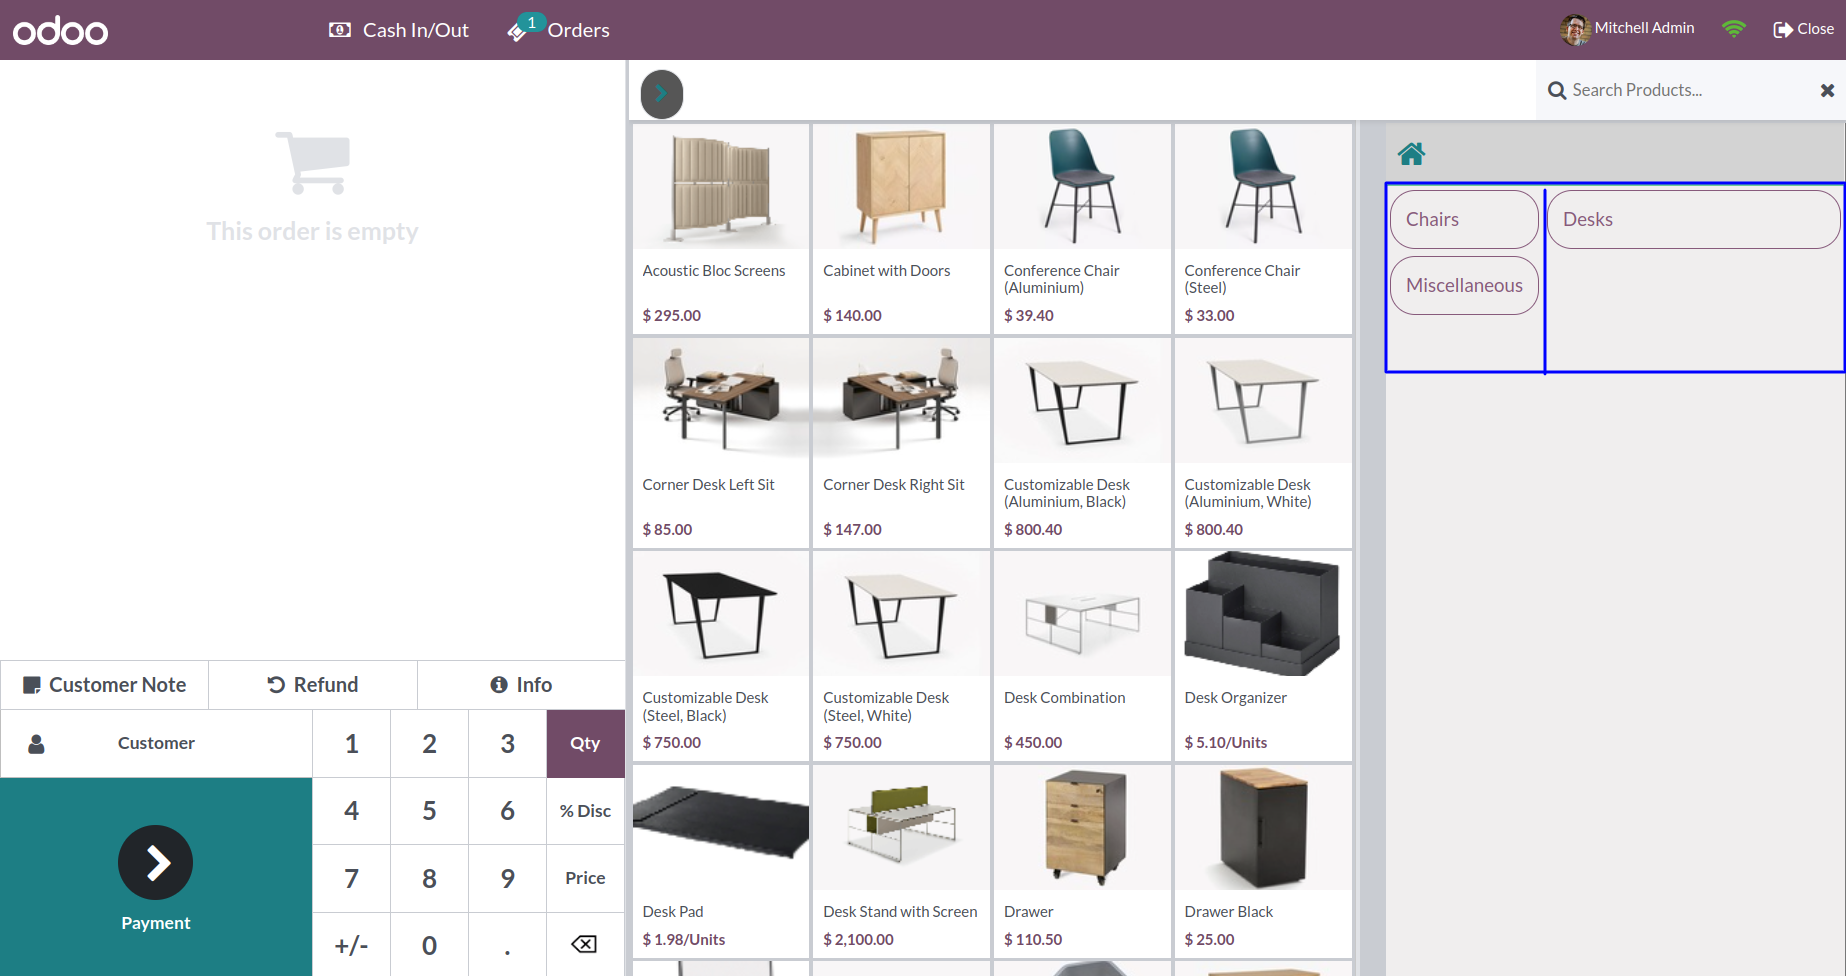 odoo
Cash In/Out
1
Orders
Mitchell Admin
Close
Search Products...
This order is empty
Chairs
Desks
Miscellaneous
Acoustic Bloc Screens
$ 295.00
Cabinet with Doors
$ 140.00
Conference Chair
(Aluminium)
$ 39.40
Conference Chair
(Steel)
$ 33.00
Corner Desk Left Sit
$ 85.00
Corner Desk Right Sit
$ 147.00
Customizable Desk
(Aluminium, Black)
$ 800.40
Customizable Desk
(Aluminium, White)
$ 800.40
Customizable Desk
(Steel, Black)
$ 750.00
Customizable Desk
(Steel, White)
$ 750.00
Desk Combination
$ 450.00
Desk Organizer
$ 5.10/Units
Desk Pad
$ 1.98/Units
Desk Stand with Screen
$ 2,100.00
Drawer
$ 110.50
Drawer Black
$ 25.00
Customer Note
Refund
Info
Customer
1
2
3
Qty
4
5
6
% Disc
7
8
9
Price
Payment
+/-
0
.